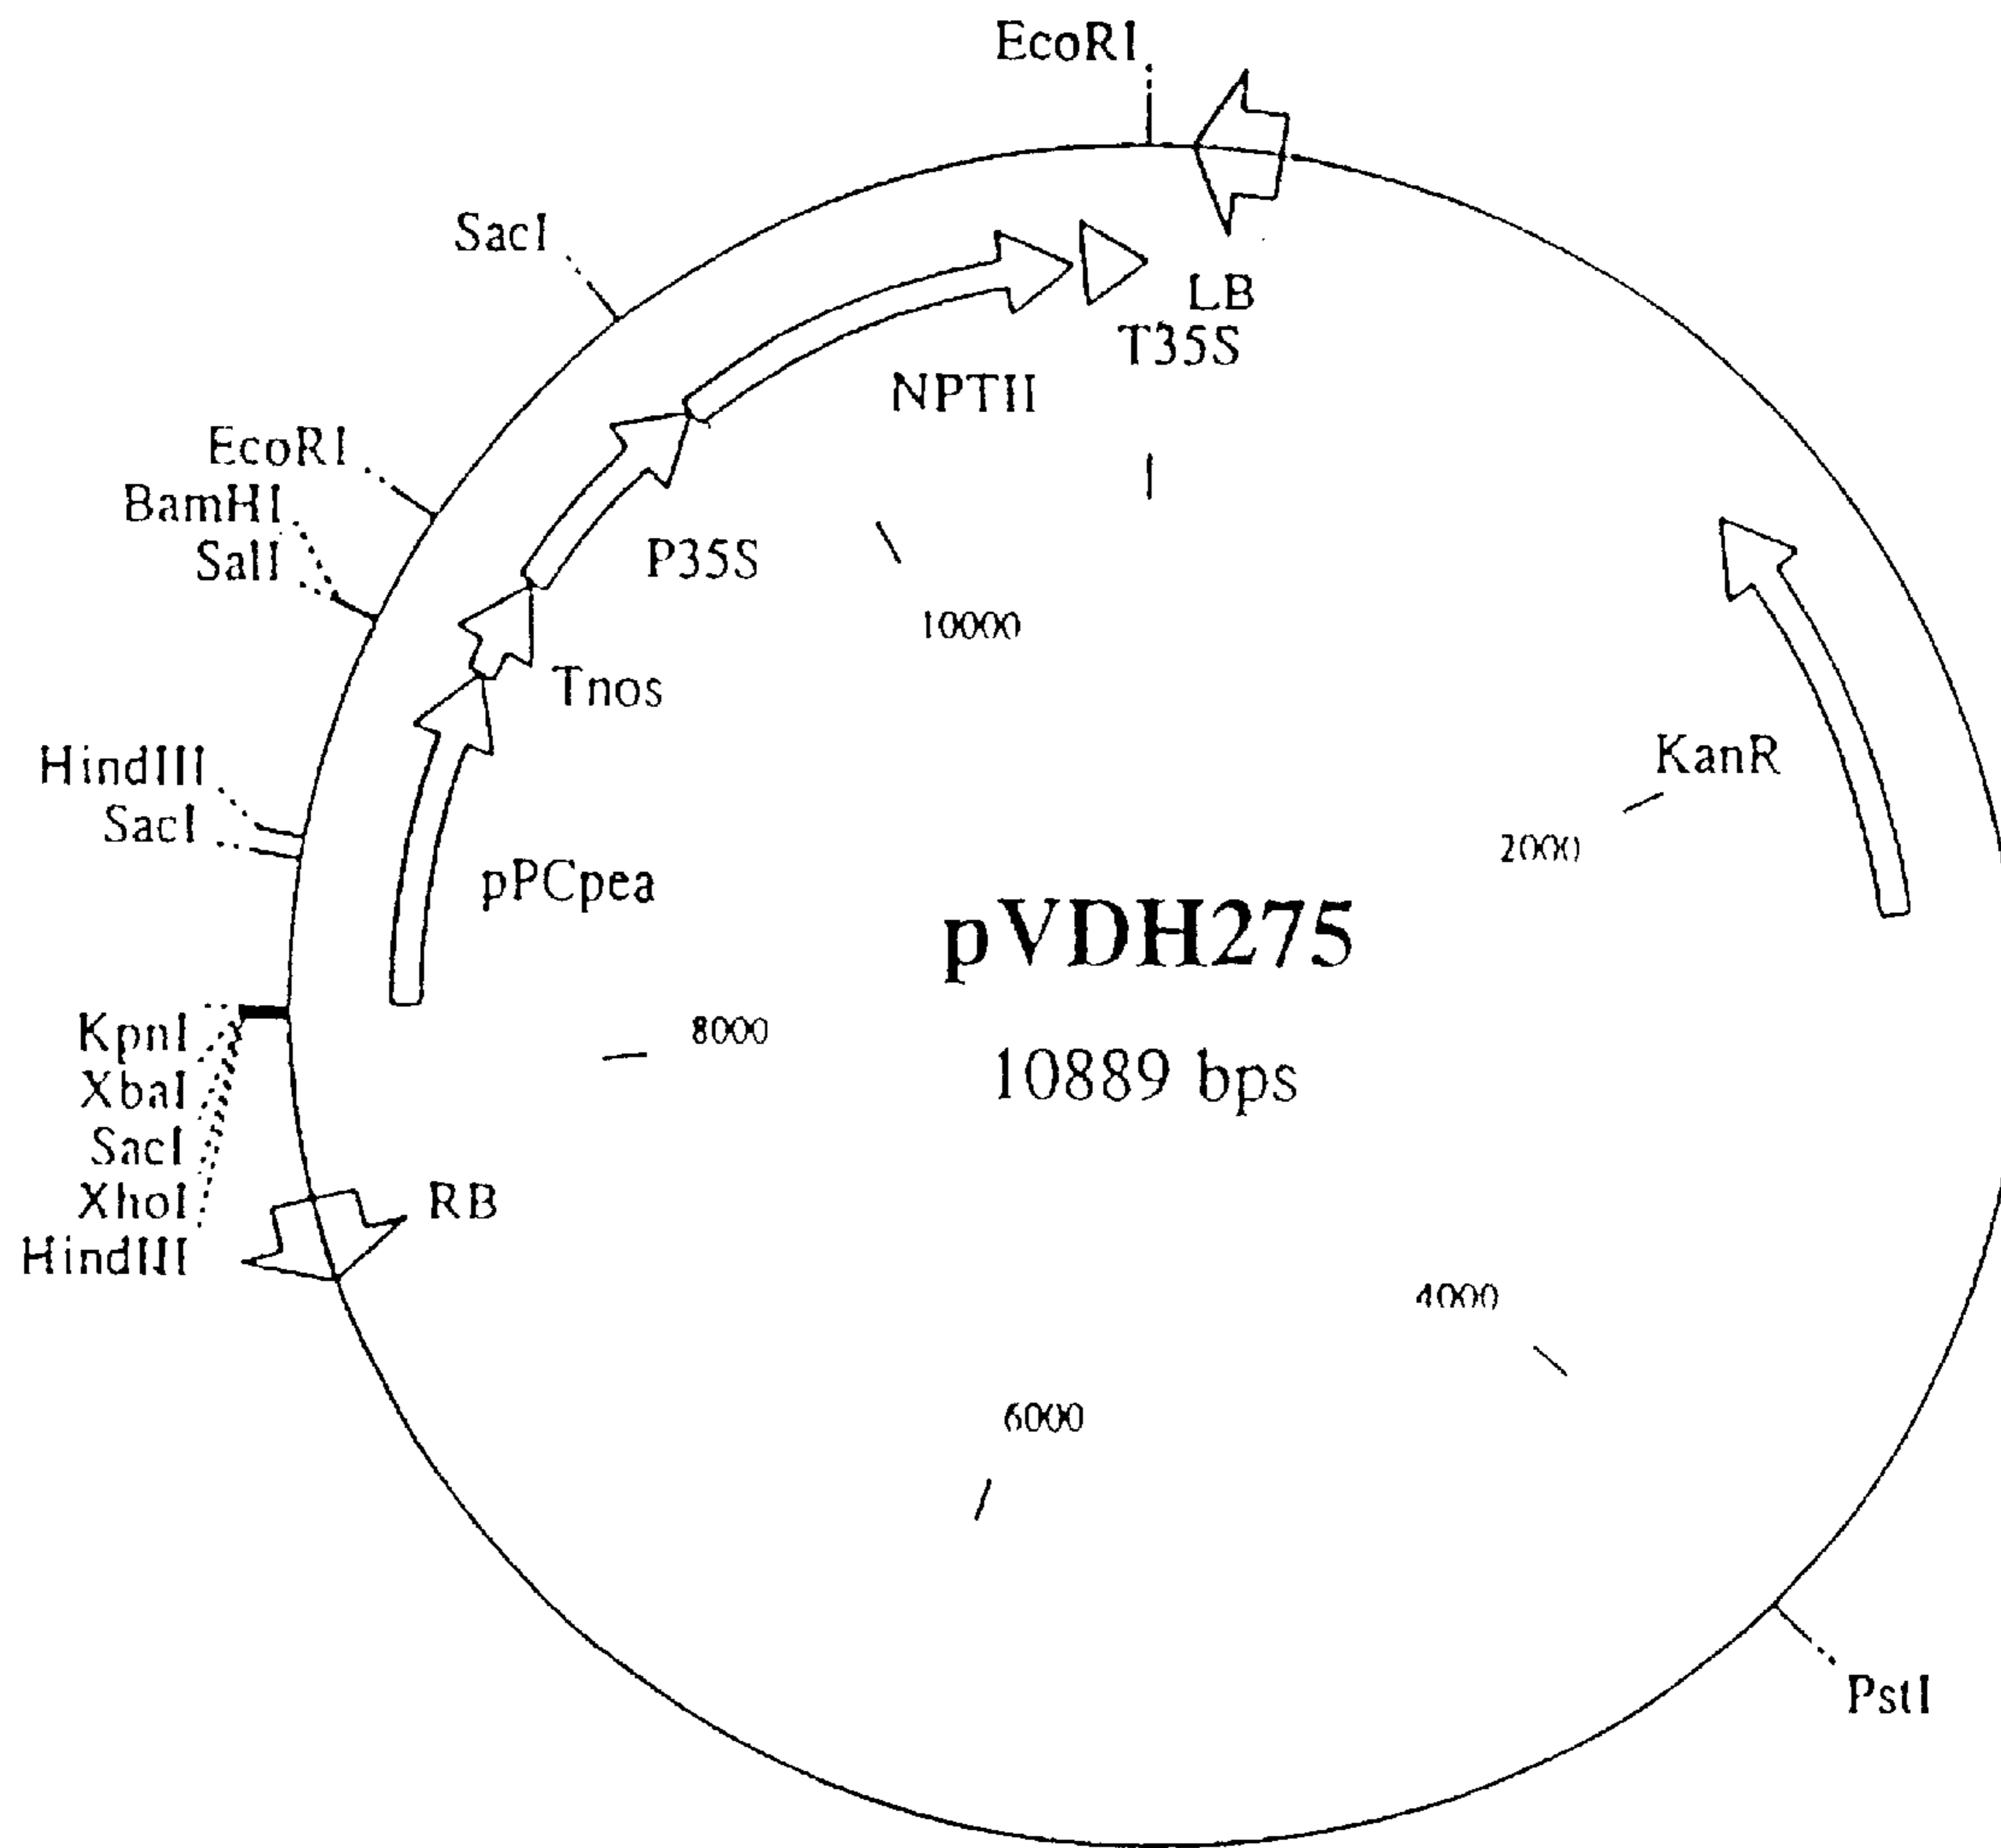 EcoRI
SacI
LB
T35S
NPTII
EcoRI
BamHI
SalI
P35S
10000
Tnos
HindIII
SacI
KanR
2000
pPCpea
pVDH275
8000
10889 bps
KpnI
XbaI
SacI
XhoI
HindIII
RB
4000
6000
PstI